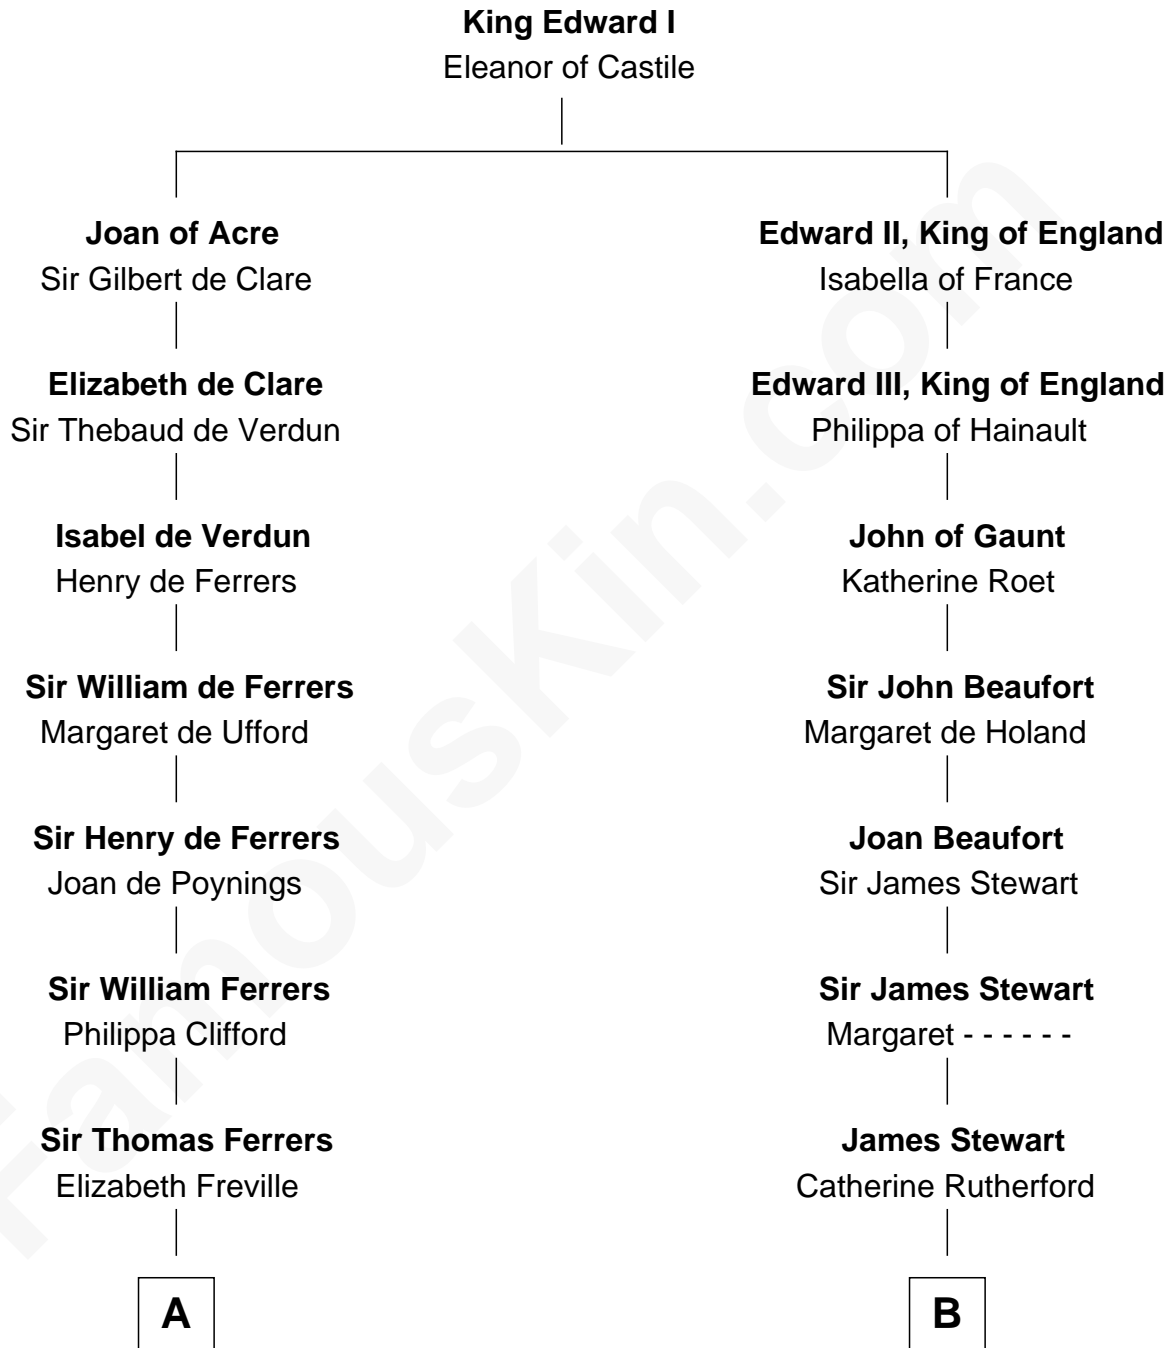 King Edward I
Eleanor of Castile
Joan of Acre
Sir Gilbert de Clare
Edward II, King of England
Isabella of France
Elizabeth de Clare
Sir Thebaud de Verdun
Edward III, King of England
Philippa of Hainault
Isabel de Verdun
Henry de Ferrers
John of Gaunt
Katherine Roet
Sir William de Ferrers
Margaret de Ufford
Sir John Beaufort
Margaret de Holand
Sir Henry de Ferrers
Joan de Poynings
Joan Beaufort
Sir James Stewart
Sir William Ferrers
Philippa Clifford
Sir James Stewart
Margaret - - - - - -
Sir Thomas Ferrers
Elizabeth Freville
James Stewart
Catherine Rutherford
A
B
FamousKin.com